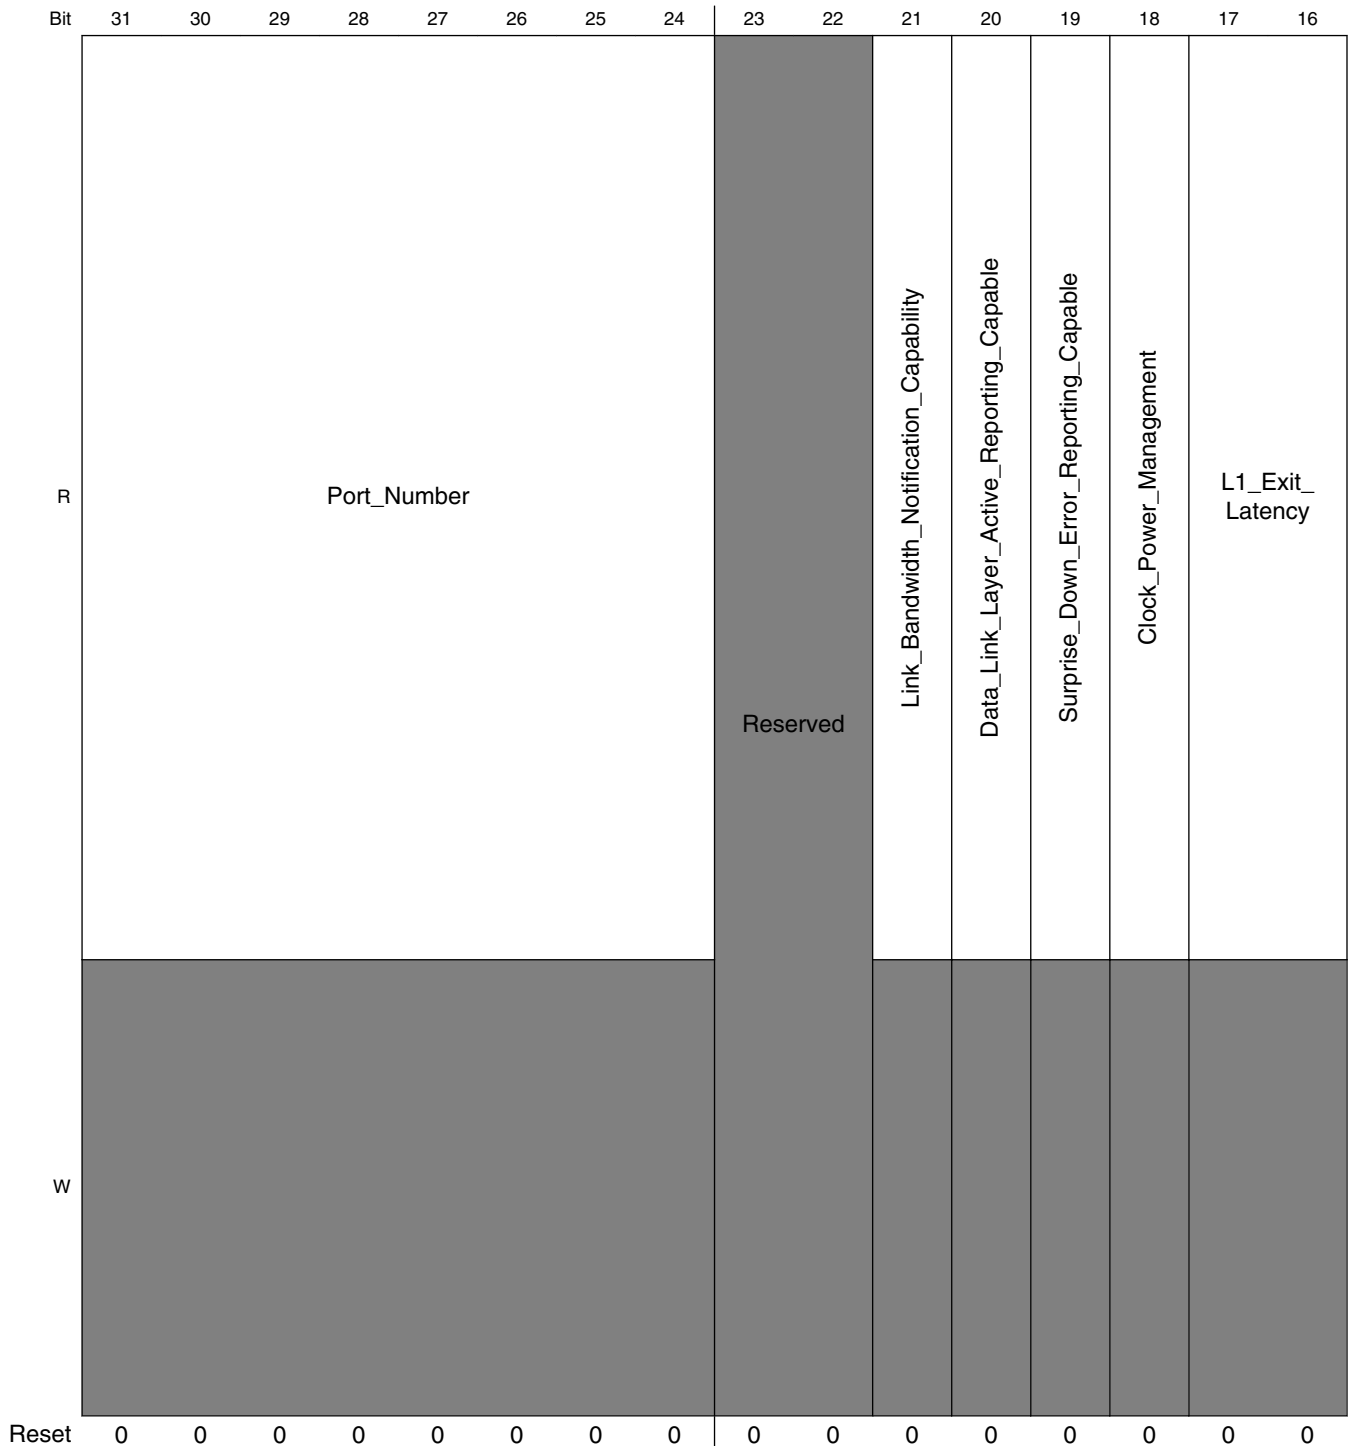 Bit 31 30 29 28 27 26 25 24 23 22 21 20 19 18 17 16
R
Port_Number
Reserved
Link_Bandwidth_Notification_Capability
Data_Link_Layer_Active_Reporting_Capable
Surprise_Down_Error_Reporting_Capable
Clock_Power_Management
L1_Exit_
Latency
W
Reset 0 0 0 0 0 0 0 0 0 0 0 0 0 0 0 0